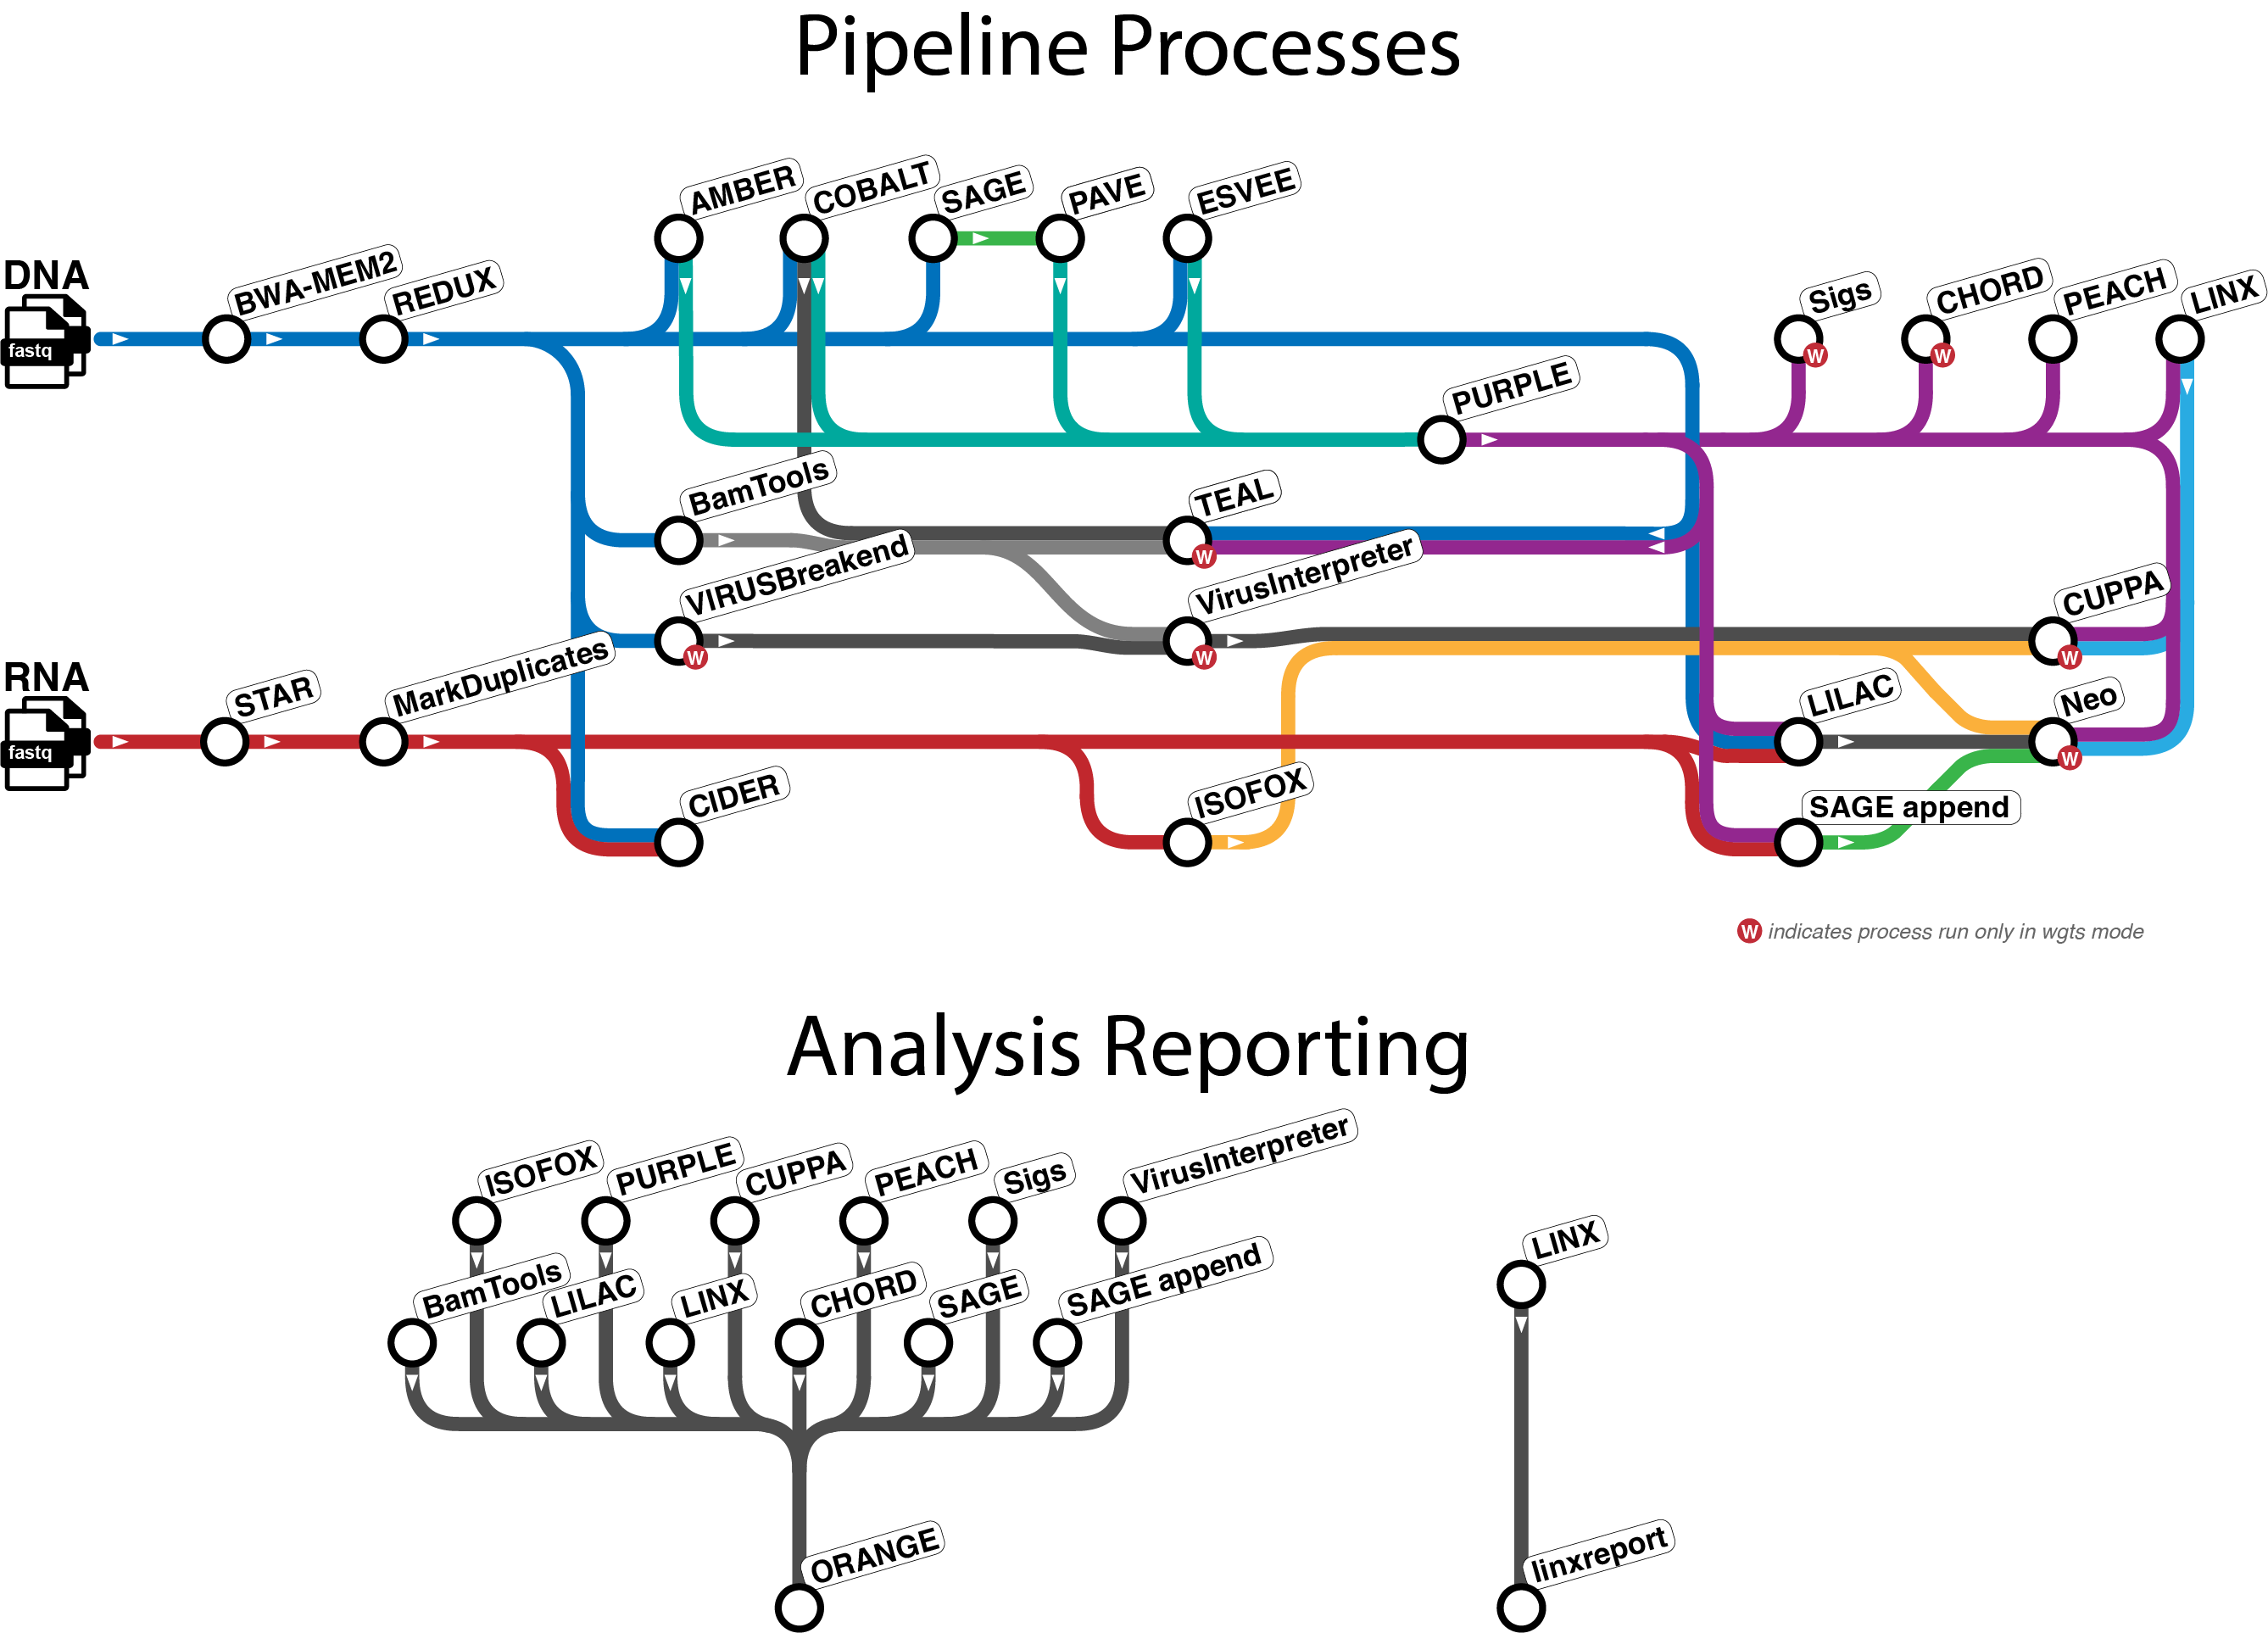 Pipeline Processes
AMBER
COBALT
SAGE
PAVE
ESVEE
DNA
fastq
BWA-MEM2
REDUX
Sigs
W
CHORD
W
PEACH
LINX
PURPLE
BamTools
TEAL
W
VIRUSBreakend
W
VirusInterpreter
W
CUPPA
W
RNA
fastq
STAR
MarkDuplicates
LILAC
Neo
W
CIDER
ISOFOX
SAGE append
W indicates process run only in wgts mode
Analysis Reporting
ISOFOX
PURPLE
CUPPA
PEACH
Sigs
VirusInterpreter
BamTools
LILAC
LINX
CHORD
SAGE
SAGE append
LINX
ORANGE
linxreport